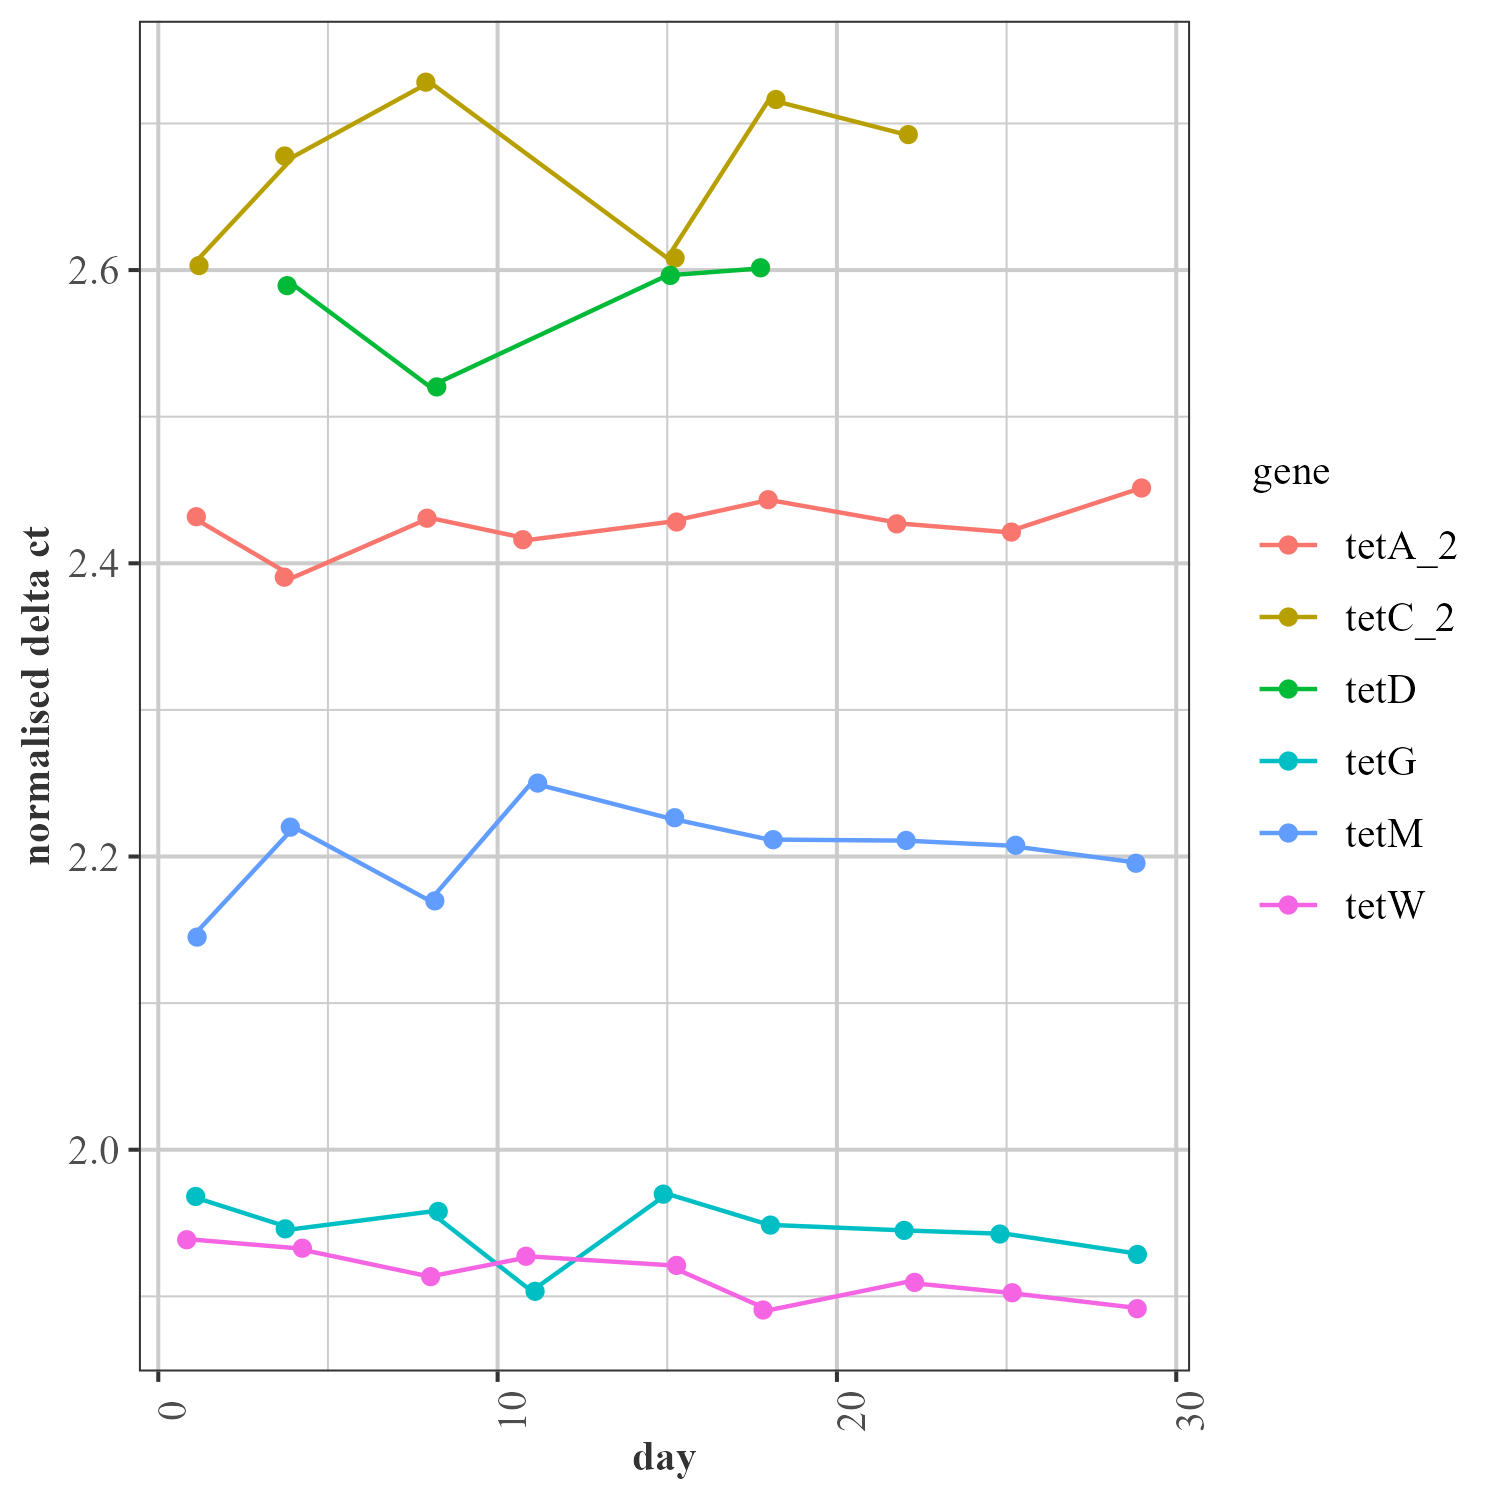 normalised delta ct
2.6
2.4
2.2
2.0
0
10
20
30
day
gene
tetA_2
tetC_2
tetD
tetG
tetM
tetW